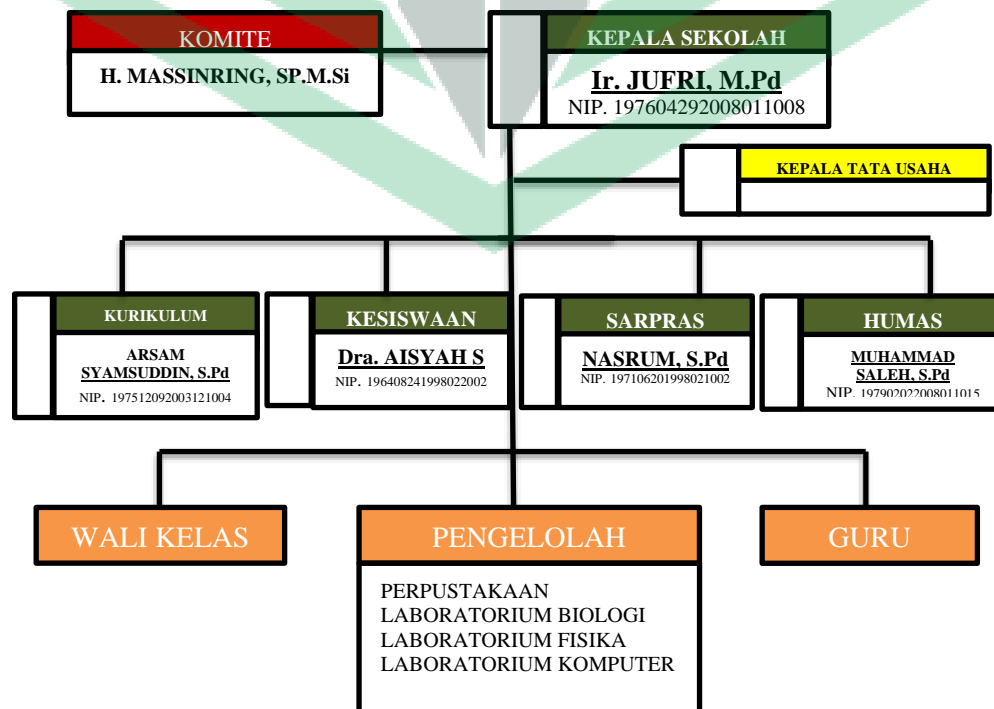 KOMITE
H. MASSINRING, SP.M.Si
KEPALA SEKOLAH
Ir. JUFRI, M.Pd
NIP. 197604292008011008
KEPALA TATA USAHA
KURIKULUM
ARSAM
SYAMSUDDIN, S.Pd
NIP. 197512092003121004
KESISWAAN
Dra. AISYAH S
NIP. 196408241998022002
SARPRAS
NASRUM, S.Pd
NIP. 197106201998021002
HUMAS
MUHAMMAD
SALEH, S.Pd
NIP. 197902022008011015
WALI KELAS
PENGELOLAH
PERPUSTAKAAN
LABORATORIUM BIOLOGI
LABORATORIUM FISIKA
LABORATORIUM KOMPUTER
GURU